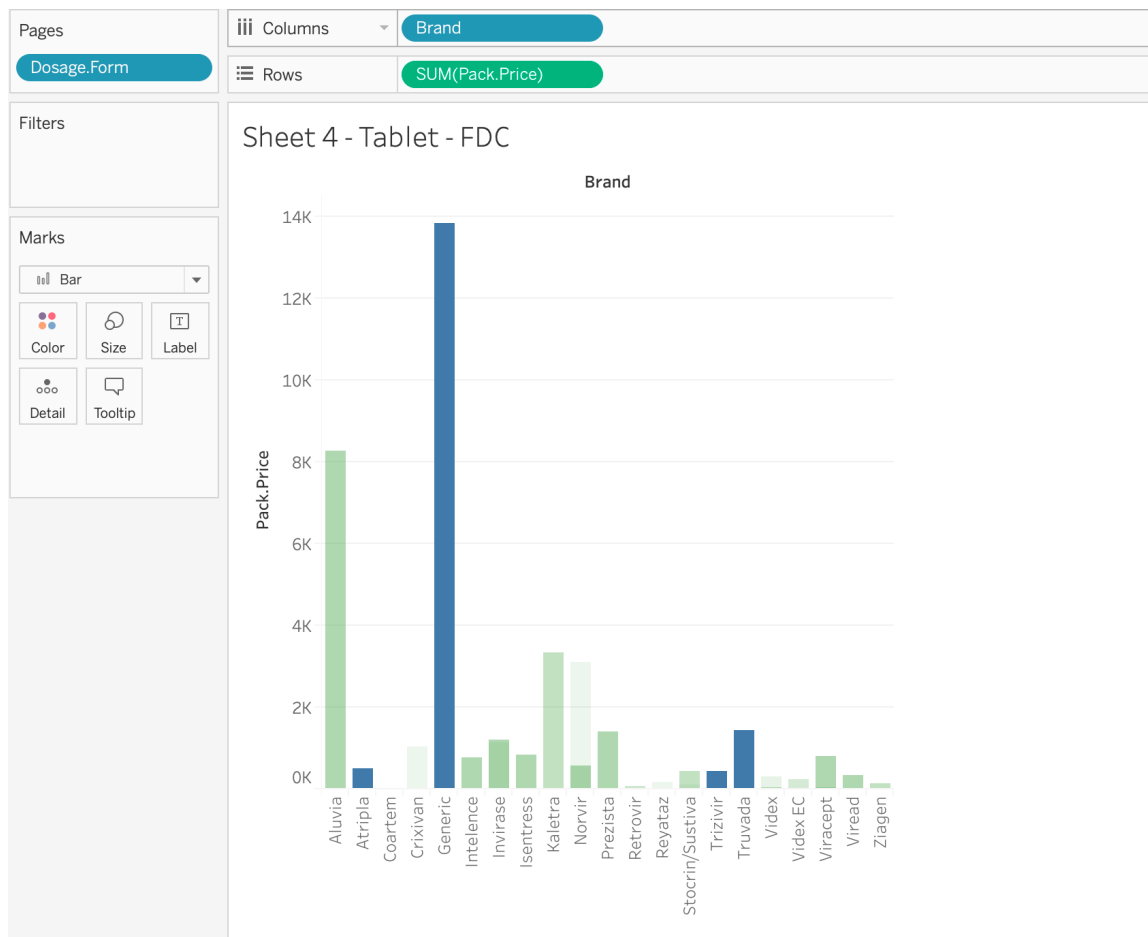 Pages
Dosage.Form
Columns
Brand
Rows
SUM(Pack.Price)
Filters
Marks
Bar
Color
Size
Label
Detail
Tooltip
Sheet 4 - Tablet - FDC
Brand
Pack.Price
14K
12K
10K
8K
6K
4K
2K
0K
Aluvia
Atripla
Coartem
Crixivan
Generic
Intelence
Invirase
Isentress
Kaletra
Norvir
Prezista
Retrovir
Reyataz
Stocrin/Sustiva
Trizivir
Truvada
Videx
Videx EC
Viracept
Viread
Ziagen